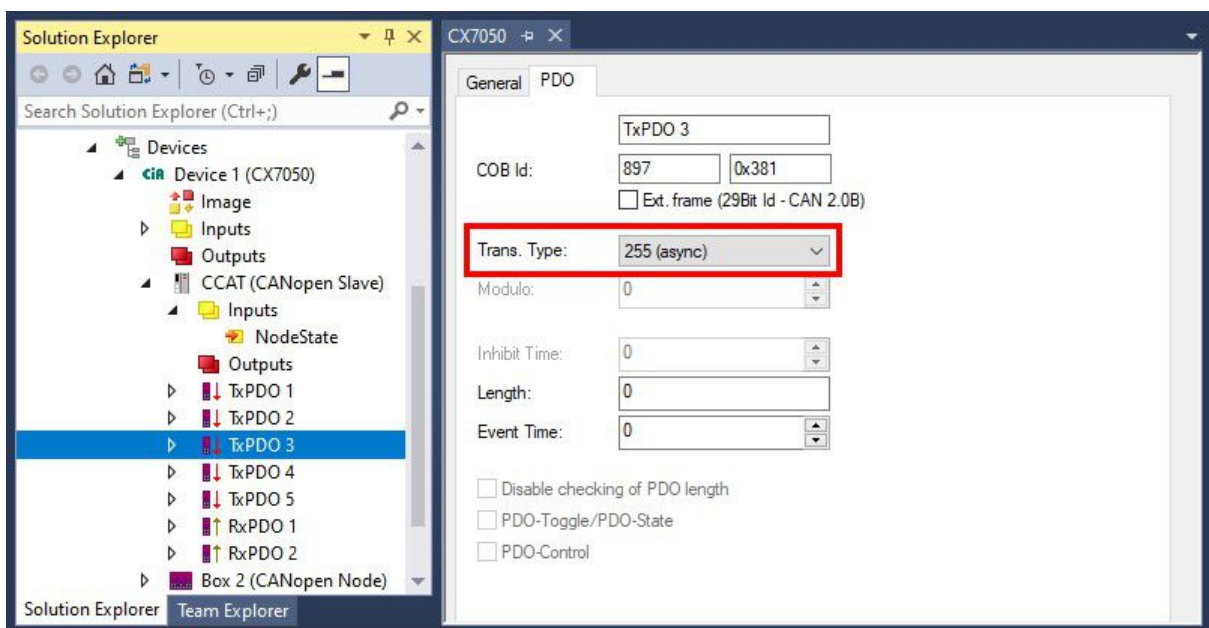 Solution Explorer
Search Solution Explorer (Ctrl+;)
Devices
CiA Device 1 (CX7050)
Image
Inputs
Outputs
CCAT (CANopen Slave)
Inputs
NodeState
Outputs
TxPDO 1
TxPDO 2
TxPDO 3
TxPDO 4
TxPDO 5
RxPDO 1
RxPDO 2
Box 2 (CANopen Node)
Solution Explorer Team Explorer
CX7050
General PDO
TxPDO 3
COB Id: 897 0x381
Ext. frame (29Bit Id - CAN 2.0B)
Trans. Type: 255 (async)
Modulo: 0
Inhibit Time: 0
Length: 0
Event Time: 0
Disable checking of PDO length
PDO-Toggle/PDO-State
PDO-Control